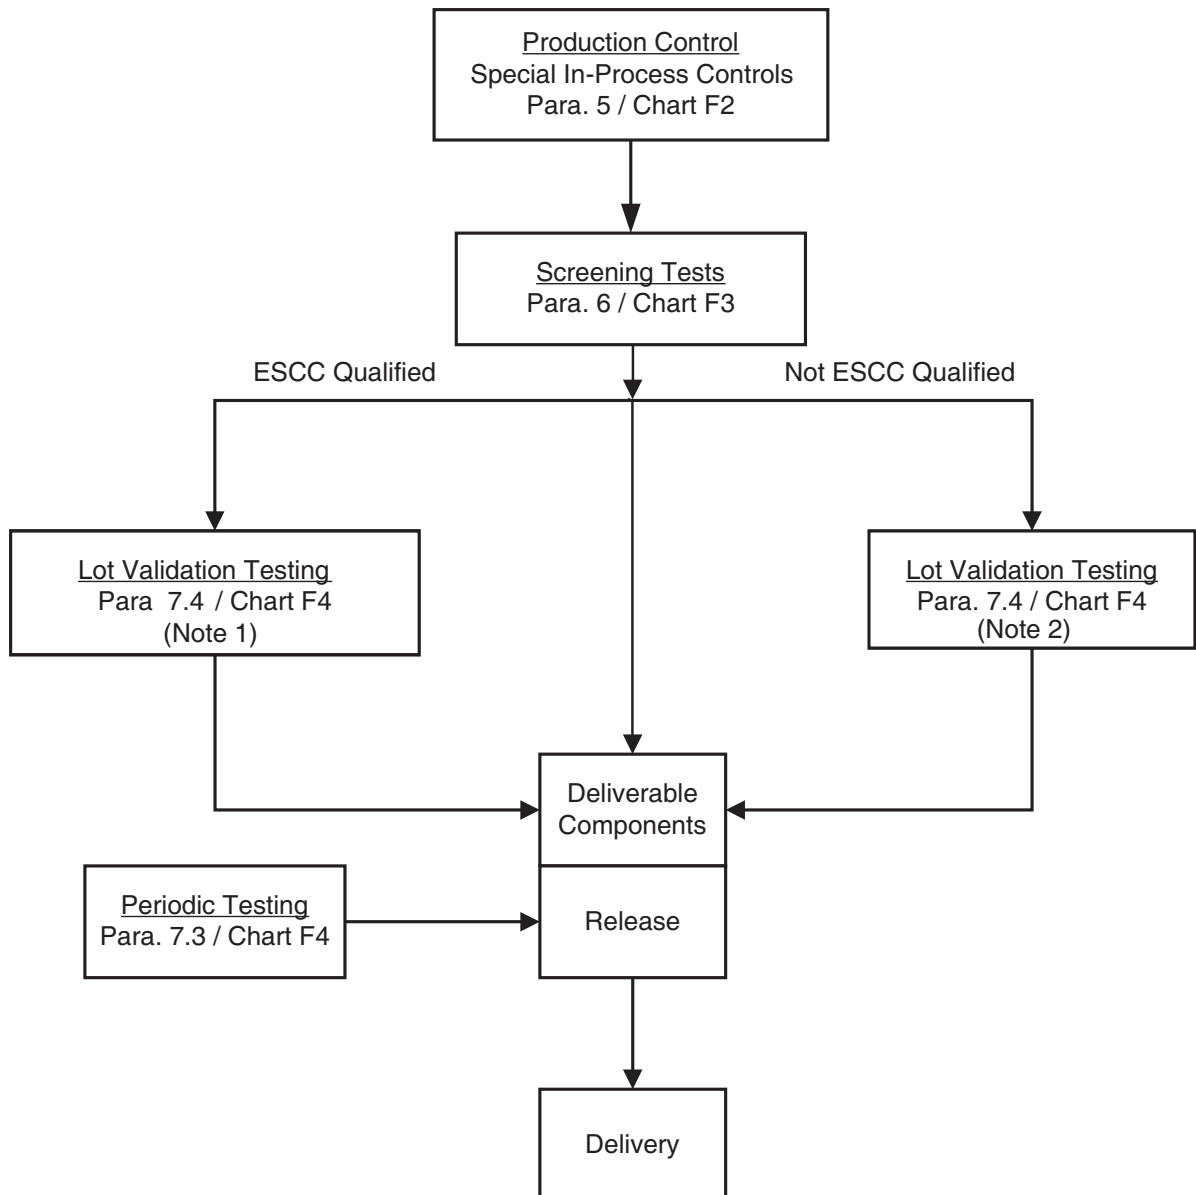 Production Control
Special In-Process Controls
Para. 5 / Chart F2
Screening Tests
Para. 6 / Chart F3
ESCC Qualified
Not ESCC Qualified
Lot Validation Testing
Para 7.4 / Chart F4
(Note 1)
Lot Validation Testing
Para. 7.4 / Chart F4
(Note 2)
Deliverable
Components
Periodic Testing
Para. 7.3 / Chart F4
Release
Delivery